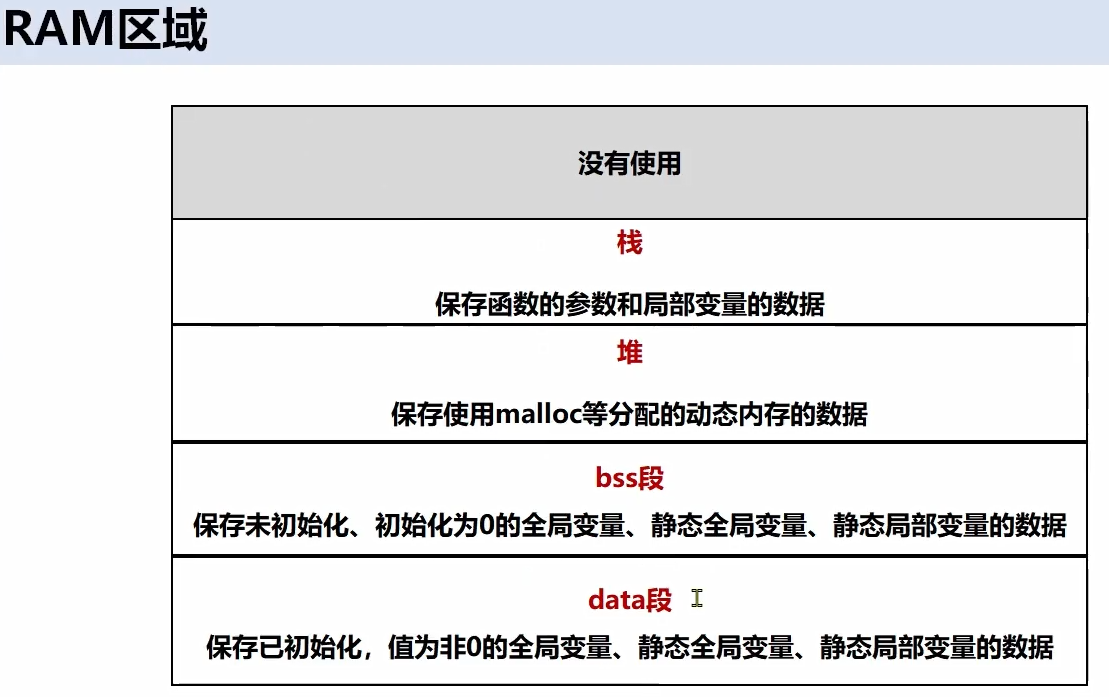 RAM区域
没有使用
栈
保存函数的参数和局部变量的数据
堆
保存使用malloc等分配的动态内存的数据
bss段
保存未初始化、初始化为0的全局变量、静态全局变量、静态局部变量的数据
data段
保存已初始化，值为非0的全局变量、静态全局变量、静态局部变量的数据